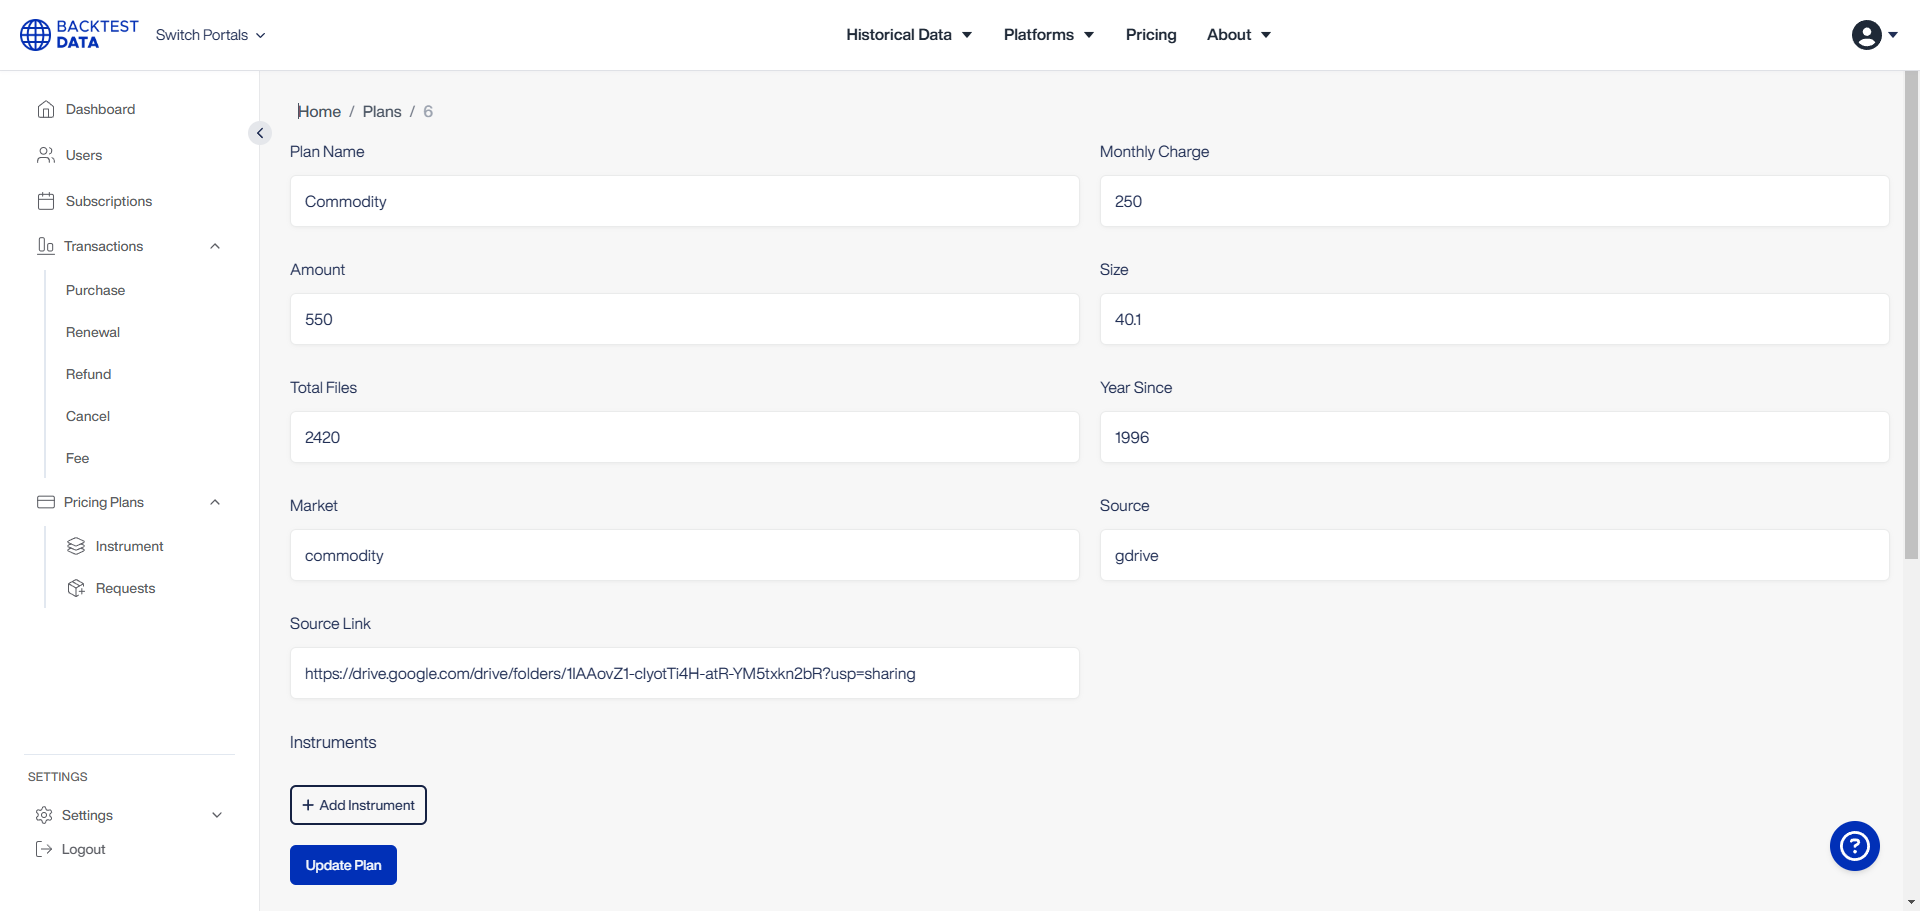 BACKTEST
DATA
Switch Portals
Historical Data
Platforms
Pricing
About
Dashboard
Users
Subscriptions
Transactions
Purchase
Renewal
Refund
Cancel
Fee
Pricing Plans
Instrument
Requests
SETTINGS
Settings
Logout
Home / Plans / 6
Plan Name
Commodity
Monthly Charge
250
Amount
550
Size
40.1
Total Files
2420
Year Since
1996
Market
commodity
Source
gdrive
Source Link
https://drive.google.com/drive/folders/1lAAovZ1-clyotTi4H-atR-YM5txkn2bR?usp=sharing
Instruments
+ Add Instrument
Update Plan
?